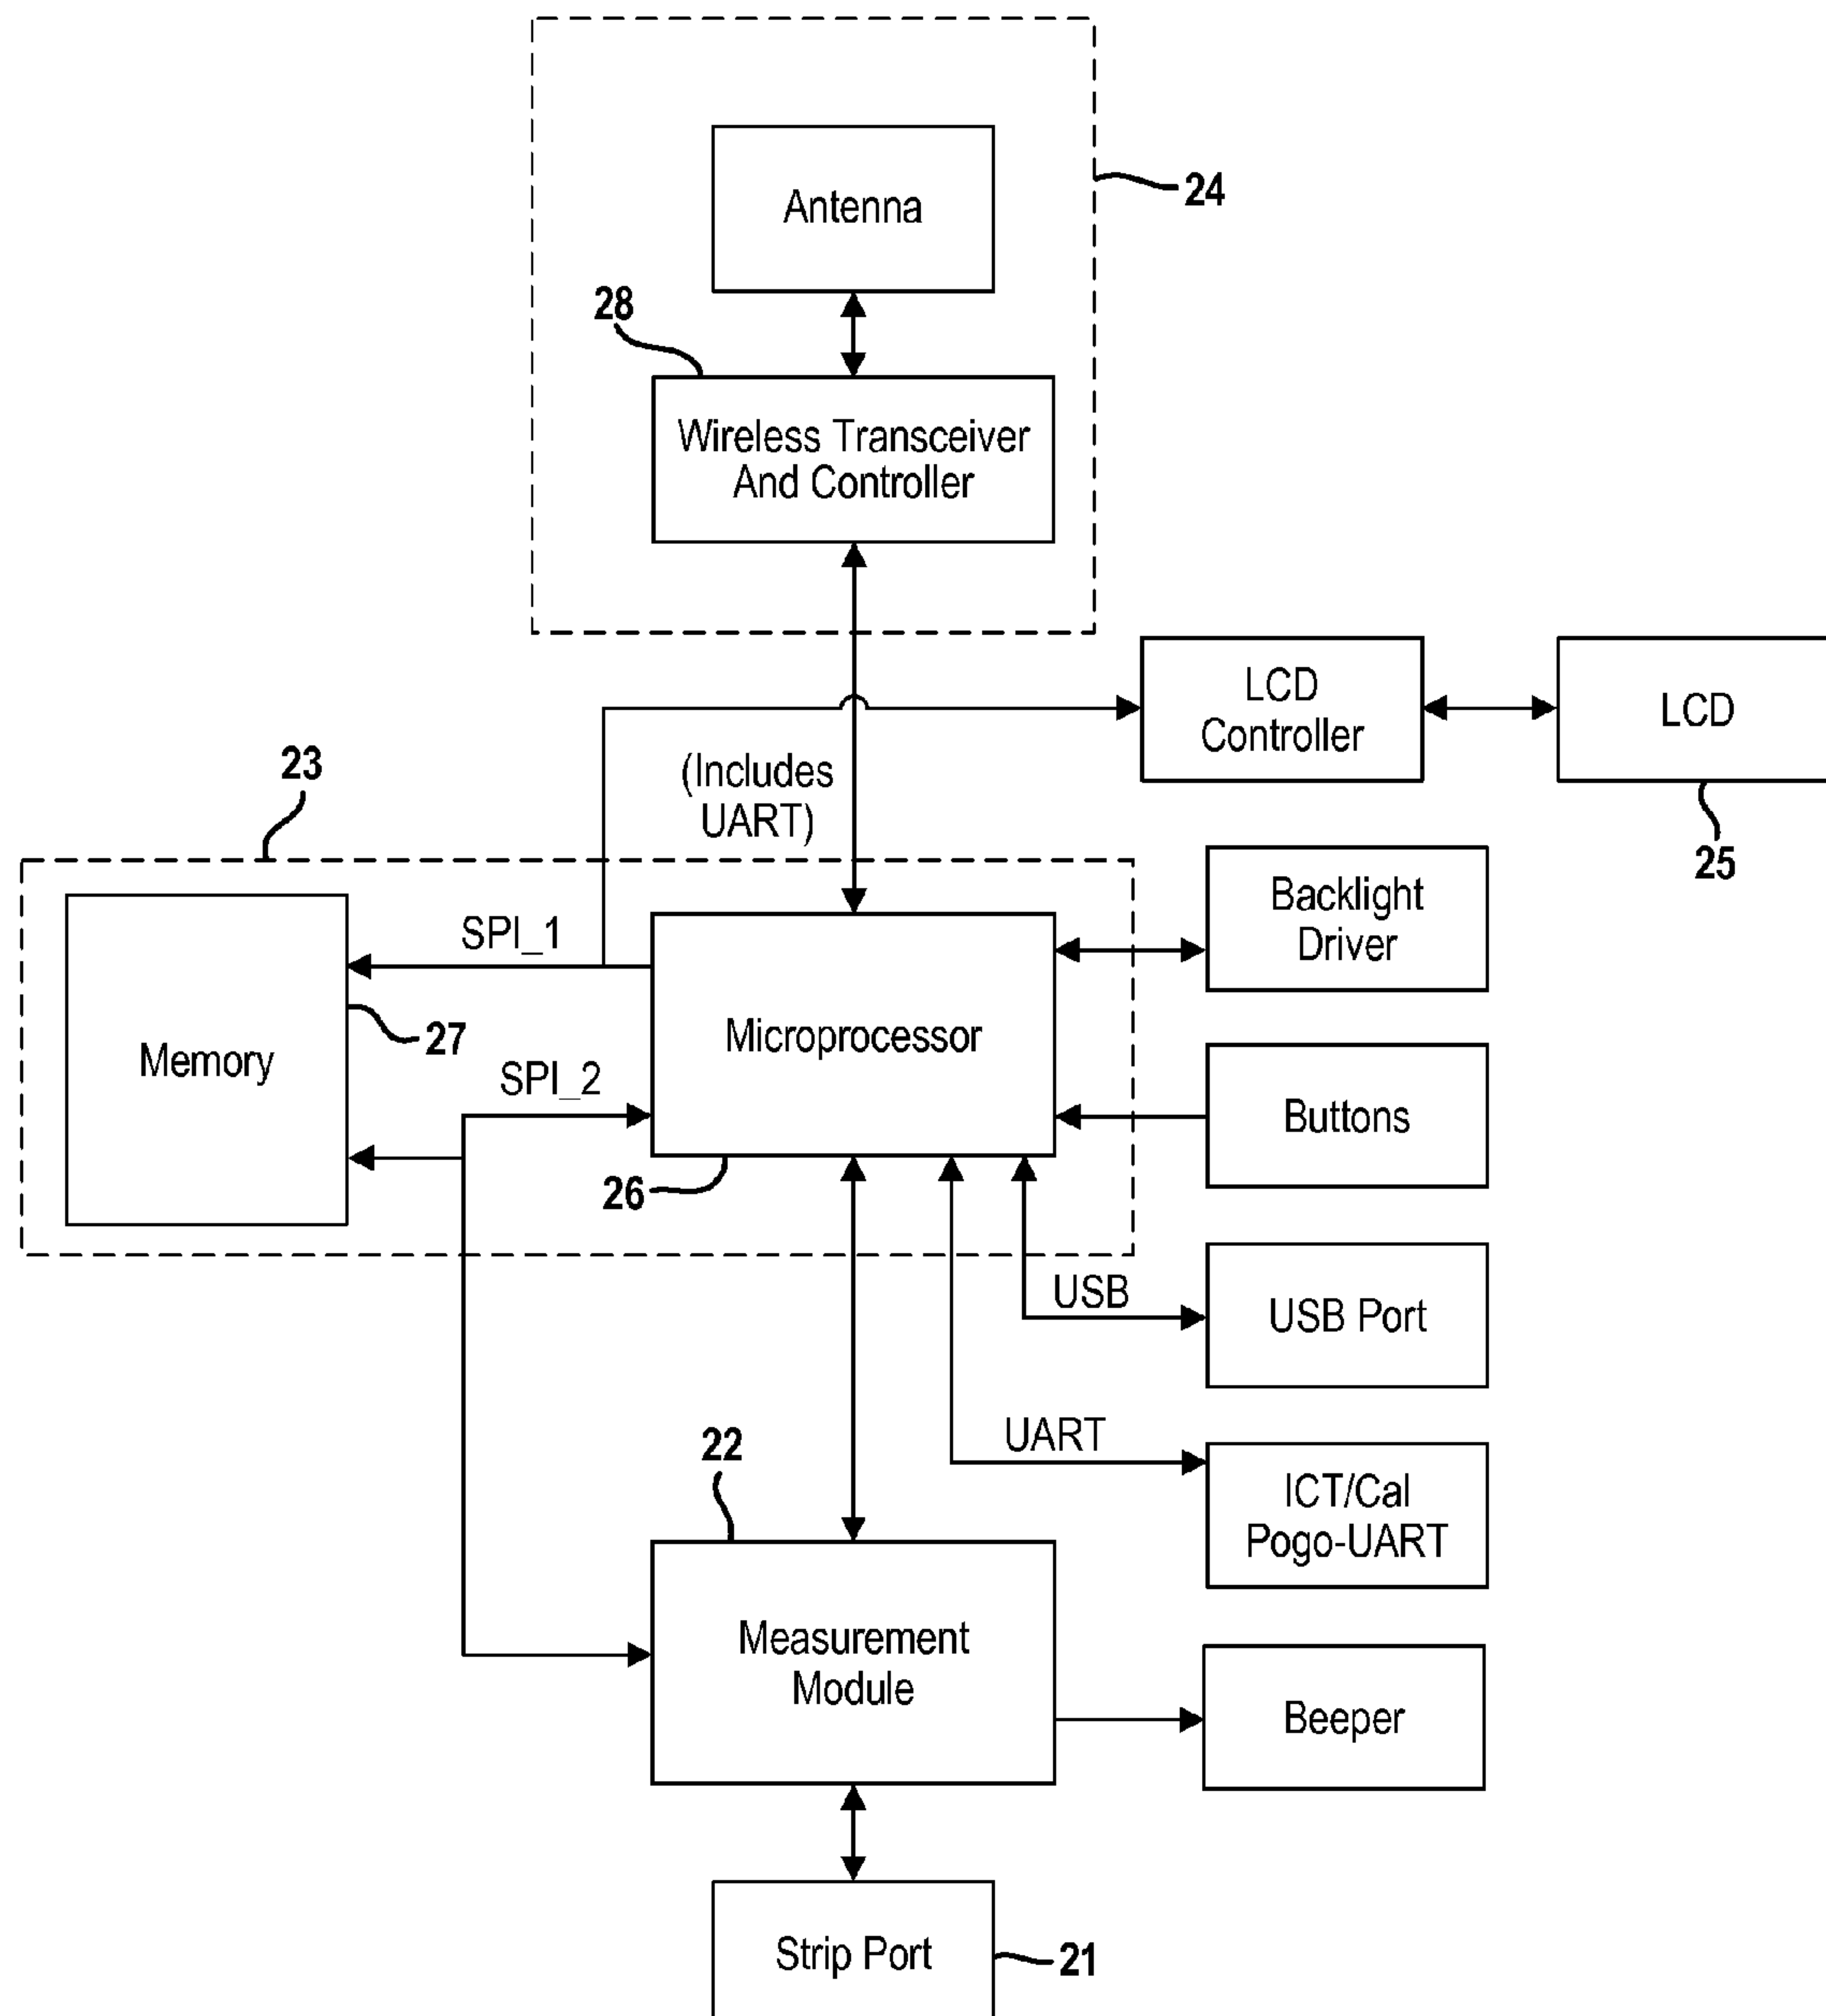 Antenna
24
28
Wireless Transceiver
And Controller
LCD
Controller
LCD
25
(Includes
UART)
23
Backlight
Driver
SPI_1
Memory
27
Microprocessor
SPI_2
26
Buttons
USB
USB Port
UART
ICT/Cal
Pogo-UART
22
Measurement
Module
Beeper
Strip Port
21